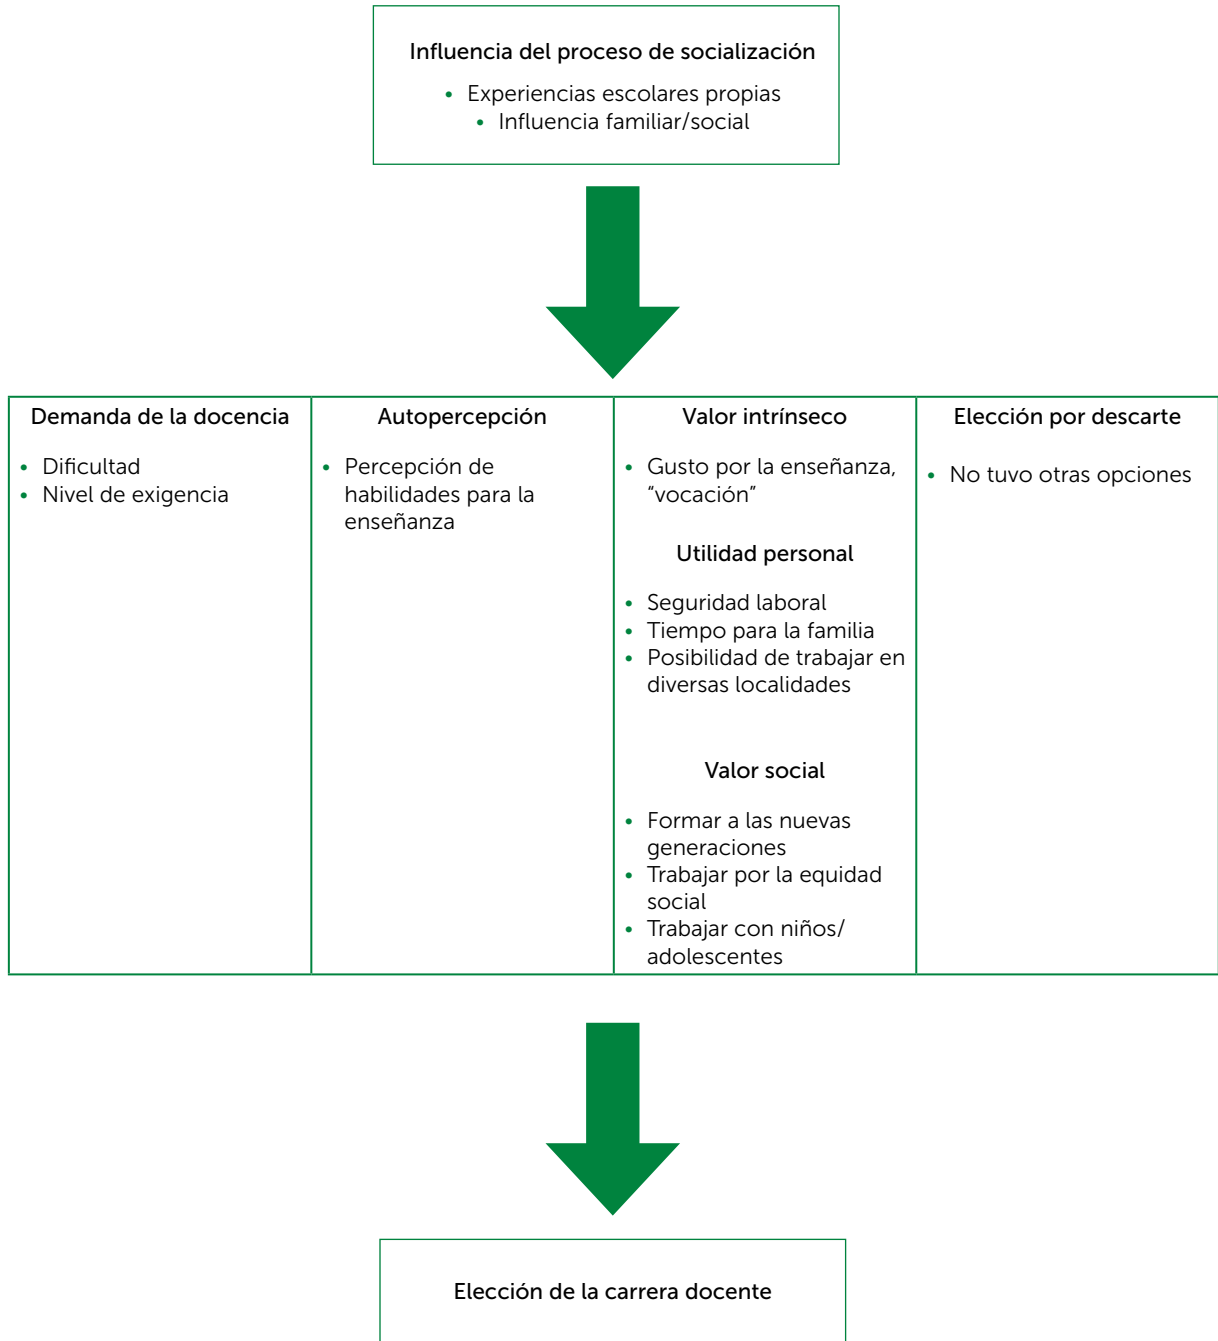 Influencia del proceso de socialización
• Experiencias escolares propias
• Influencia familiar/social
Demanda de la docencia
• Dificultad
• Nivel de exigencia
Autopercepción
• Percepción de
habilidades para la
enseñanza
Valor intrínseco
• Gusto por la enseñanza,
“vocación”
Utilidad personal
• Seguridad laboral
• Tiempo para la familia
• Posibilidad de trabajar en
diversas localidades
Valor social
• Formar a las nuevas
generaciones
• Trabajar por la equidad
social
• Trabajar con niños/
adolescentes
Elección por descarte
• No tuvo otras opciones
Elección de la carrera docente